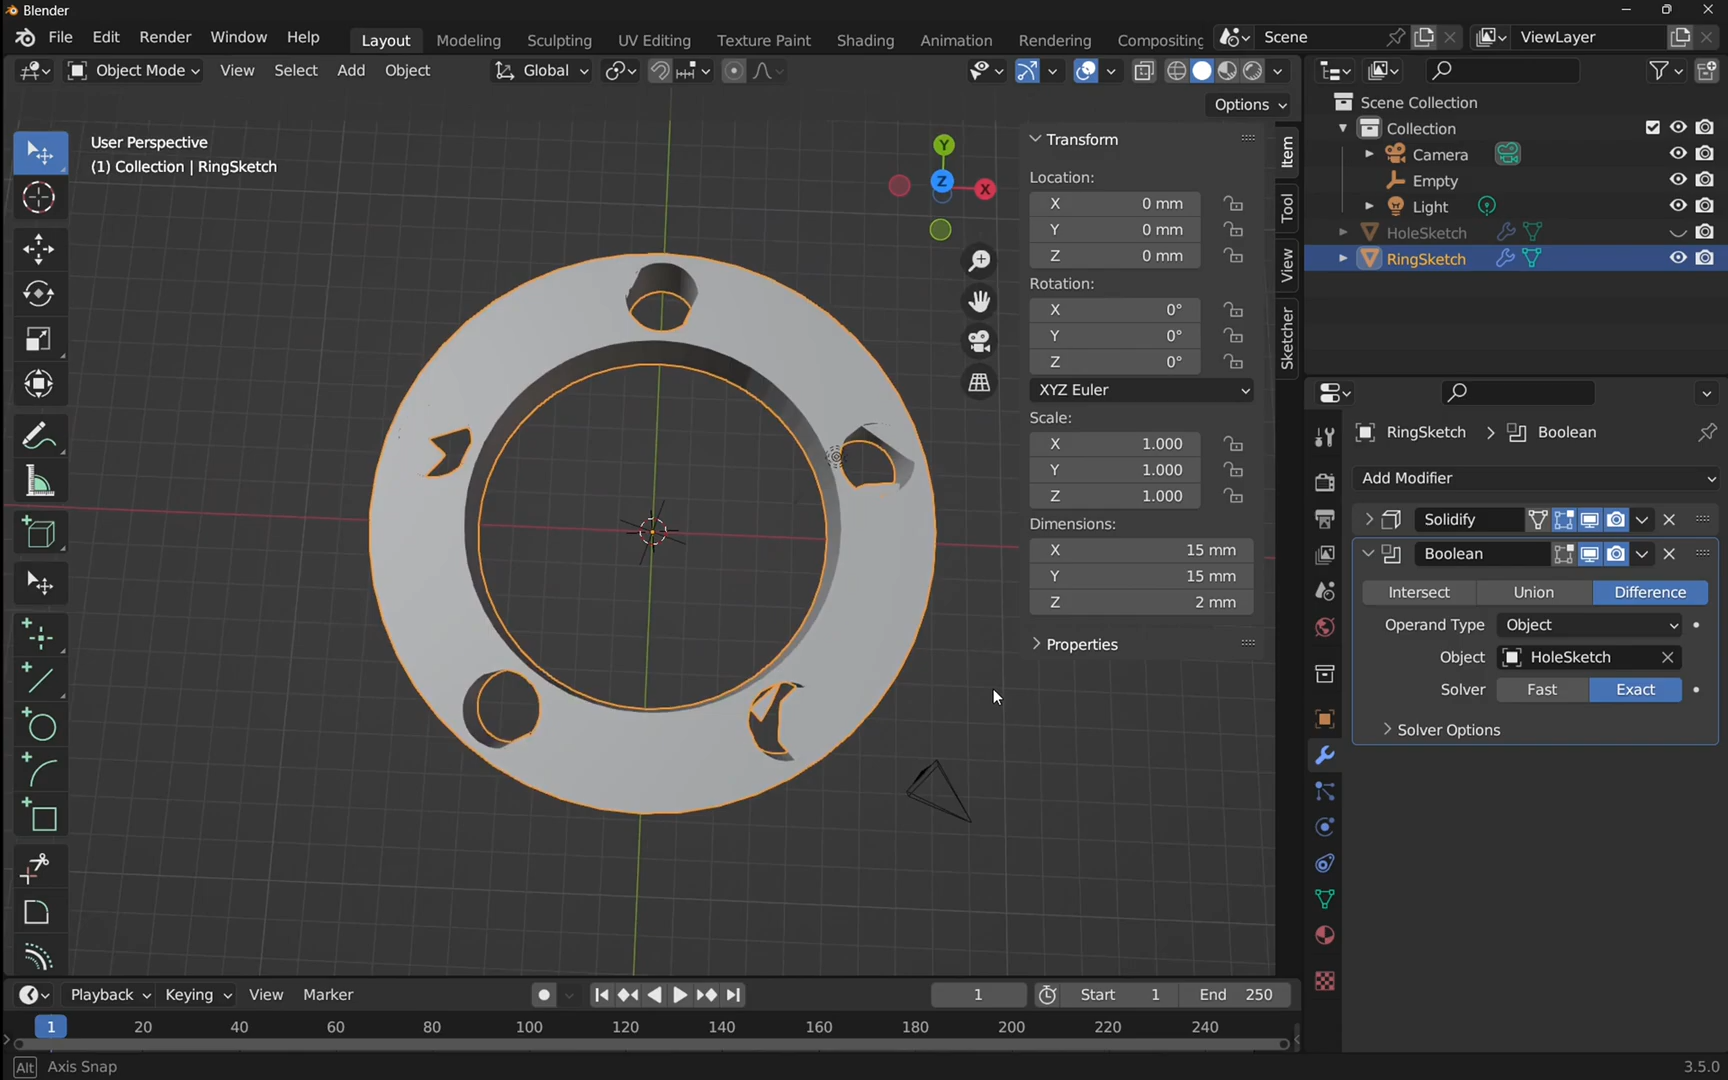 Blender
File Edit Render Window Help
Layout Modeling Sculpting UV Editing Texture Paint Shading Animation Rendering Compositing
Scene
ViewLayer
Object Mode View Select Add Object
Global
Options
User Perspective
(1) Collection | RingSketch
Y
Z
X
Transform
Location:
X 0 mm
Y 0 mm
Z 0 mm
Rotation:
X 0°
Y 0°
Z 0°
XYZ Euler
Scale:
X 1.000
Y 1.000
Z 1.000
Dimensions:
X 15 mm
Y 15 mm
Z 2 mm
Properties
Item
Tool
View
Sketcher
Scene Collection
Collection
Camera
Empty
Light
HoleSketch
RingSketch
RingSketch > Boolean
Add Modifier
Solidify
Boolean
Intersect Union Difference
Operand Type Object
Object HoleSketch
Solver Fast Exact
Solver Options
Playback Keying View Marker
1 Start 1 End 250
1 20 40 60 80 100 120 140 160 180 200 220 240
Alt Axis Snap
3.5.0